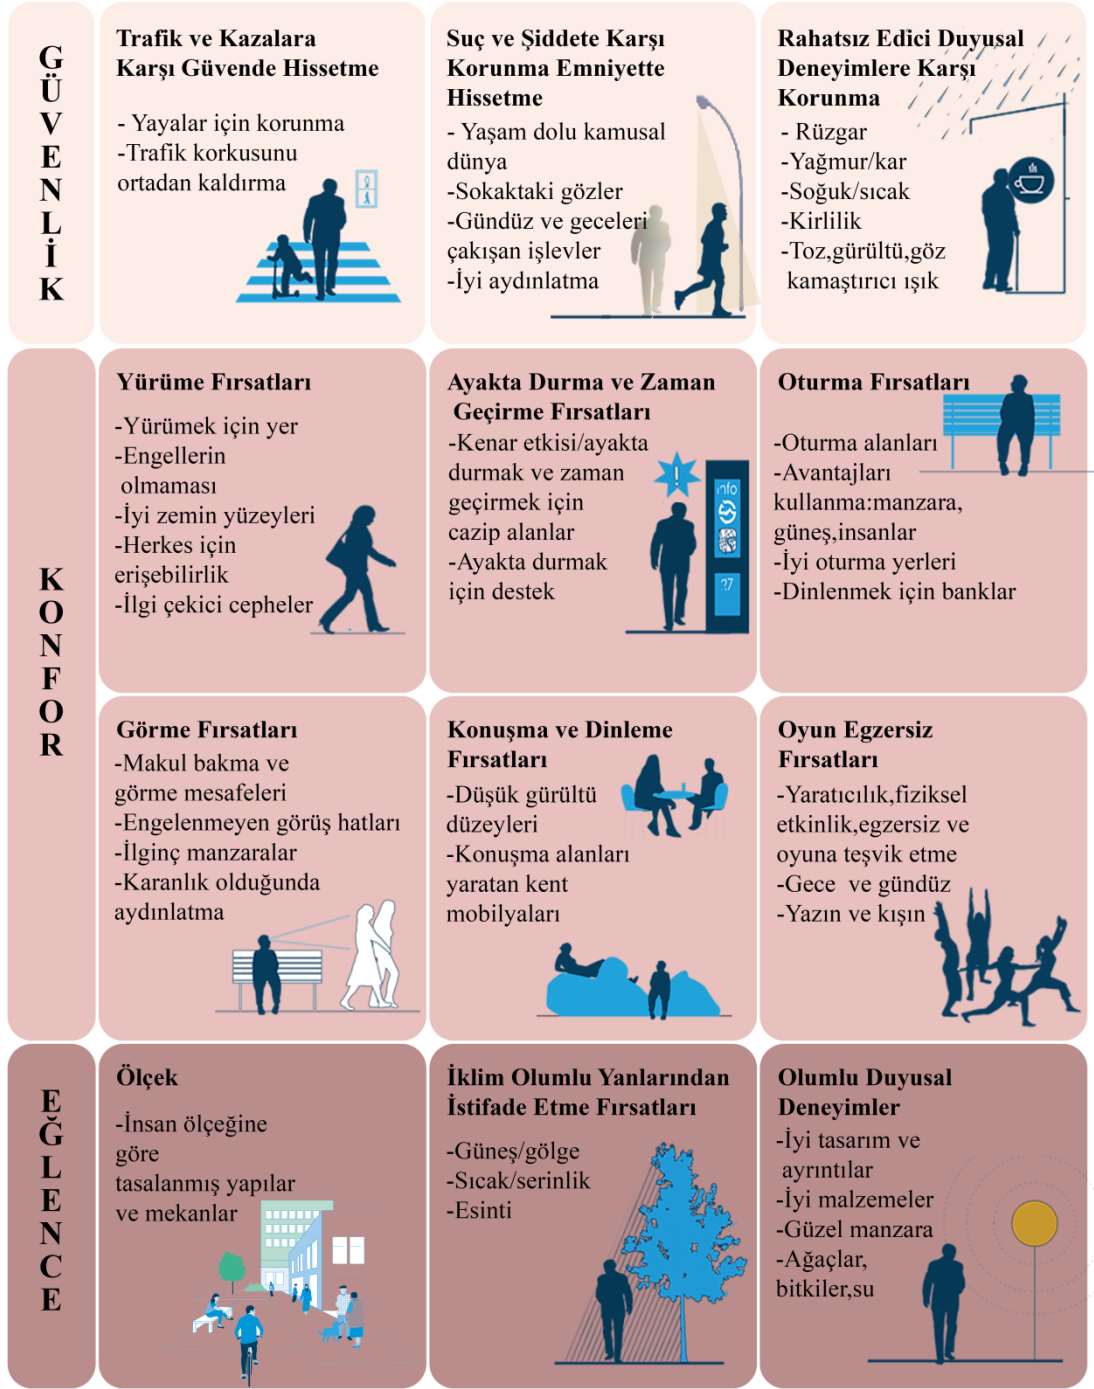 GÜVENLİK
Trafik ve Kazalara
Karşı Güvende Hissetme
- Yayalar için korunma
-Trafik korkusunu
ortadan kaldırma
Suç ve Şiddete Karşı
Korunma Emniyette
Hissetme
- Yaşam dolu kamusal
dünya
-Sokaktaki gözler
-Gündüz ve geceleri
çakışan işlevler
-İyi aydınlatma
Rahatsız Edici Duyusal
Deneyimlere Karşı
Korunma
- Rüzgar
-Yağmur/kar
-Soğuk/sıcak
-Kirlilik
-Toz,gürültü,göz
kamaştırıcı ışık
KONFOR
Yürüme Fırsatları
-Yürümek için yer
-Engellerin
olmaması
-İyi zemin yüzeyleri
-Herkes için
erişebilirlik
-İlgi çekici cepheler
Ayakta Durma ve Zaman
Geçirme Fırsatları
-Kenar etkisi/ayakta
durmak ve zaman
geçirmek için
cazip alanlar
-Ayakta durmak
için destek
!
info
?7
Oturma Fırsatları
-Oturma alanları
-Avantajları
kullanma:manzara,
güneş,insanlar
-İyi oturma yerleri
-Dinlenmek için banklar
Görme Fırsatları
-Makul bakma ve
görme mesafeleri
-Engelenmeyen görüş hatları
-İlginç manzaralar
-Karanlık olduğunda
aydınlatma
Konuşma ve Dinleme
Fırsatları
-Düşük gürültü
düzeyleri
-Konuşma alanları
yaratan kent
mobilyaları
Oyun Egzersiz
Fırsatları
-Yaratıcılık,fiziksel
etkinlik,egzersiz ve
oyuna teşvik etme
-Gece ve gündüz
-Yazın ve kışın
EĞLENCE
Ölçek
-İnsan ölçeğine
göre
tasalanmış yapılar
ve mekanlar
İklim Olumlu Yanlarından
İstifade Etme Fırsatları
-Güneş/gölge
-Sıcak/serinlik
-Esinti
Olumlu Duyusal
Deneyimler
-İyi tasarım ve
ayrıntılar
-İyi malzemeler
-Güzel manzara
-Ağaçlar,
bitkiler,su